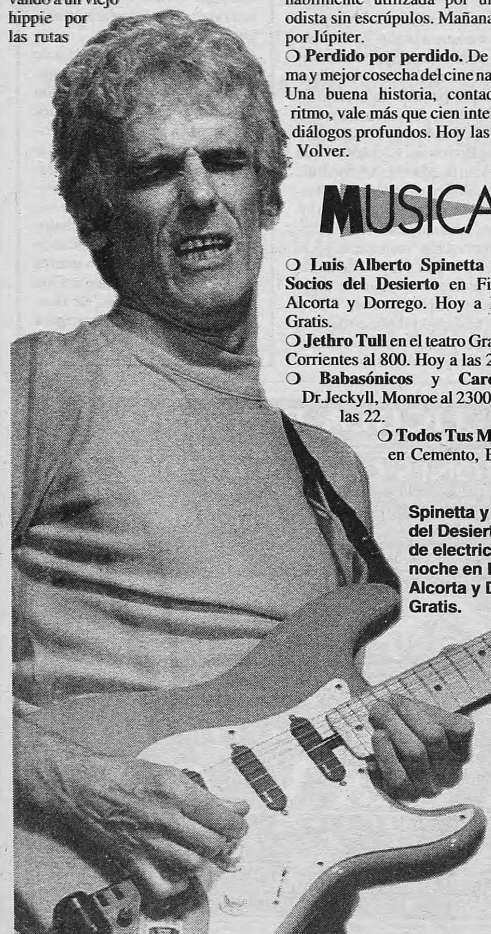 vando a un viejo
hippie por
las rutas
habilmente utilizada por un
odista sin escrúpulos. Mañana
por Júpiter.
❍ Perdido por perdido. De
ma y mejor cosecha del cine na
Una buena historia, contad
ritmo, vale más que cien inte
diálogos profundos. Hoy las
Volver.
MUSICA
❍ Luis Alberto Spinetta
Socios del Desierto en Fi
Alcorta y Dorrego. Hoy a
Gratis.
❍ Jethro Tull en el teatro Gra
Corrientes al 800. Hoy a las 2
❍ Babasónicos y Caro
Dr.Jeckyll, Monroe al 2300
las 22.
❍ Todos Tus M
en Cemento, E
Spinetta y
del Desiert
de electric
noche en
Alcorta y D
Gratis.